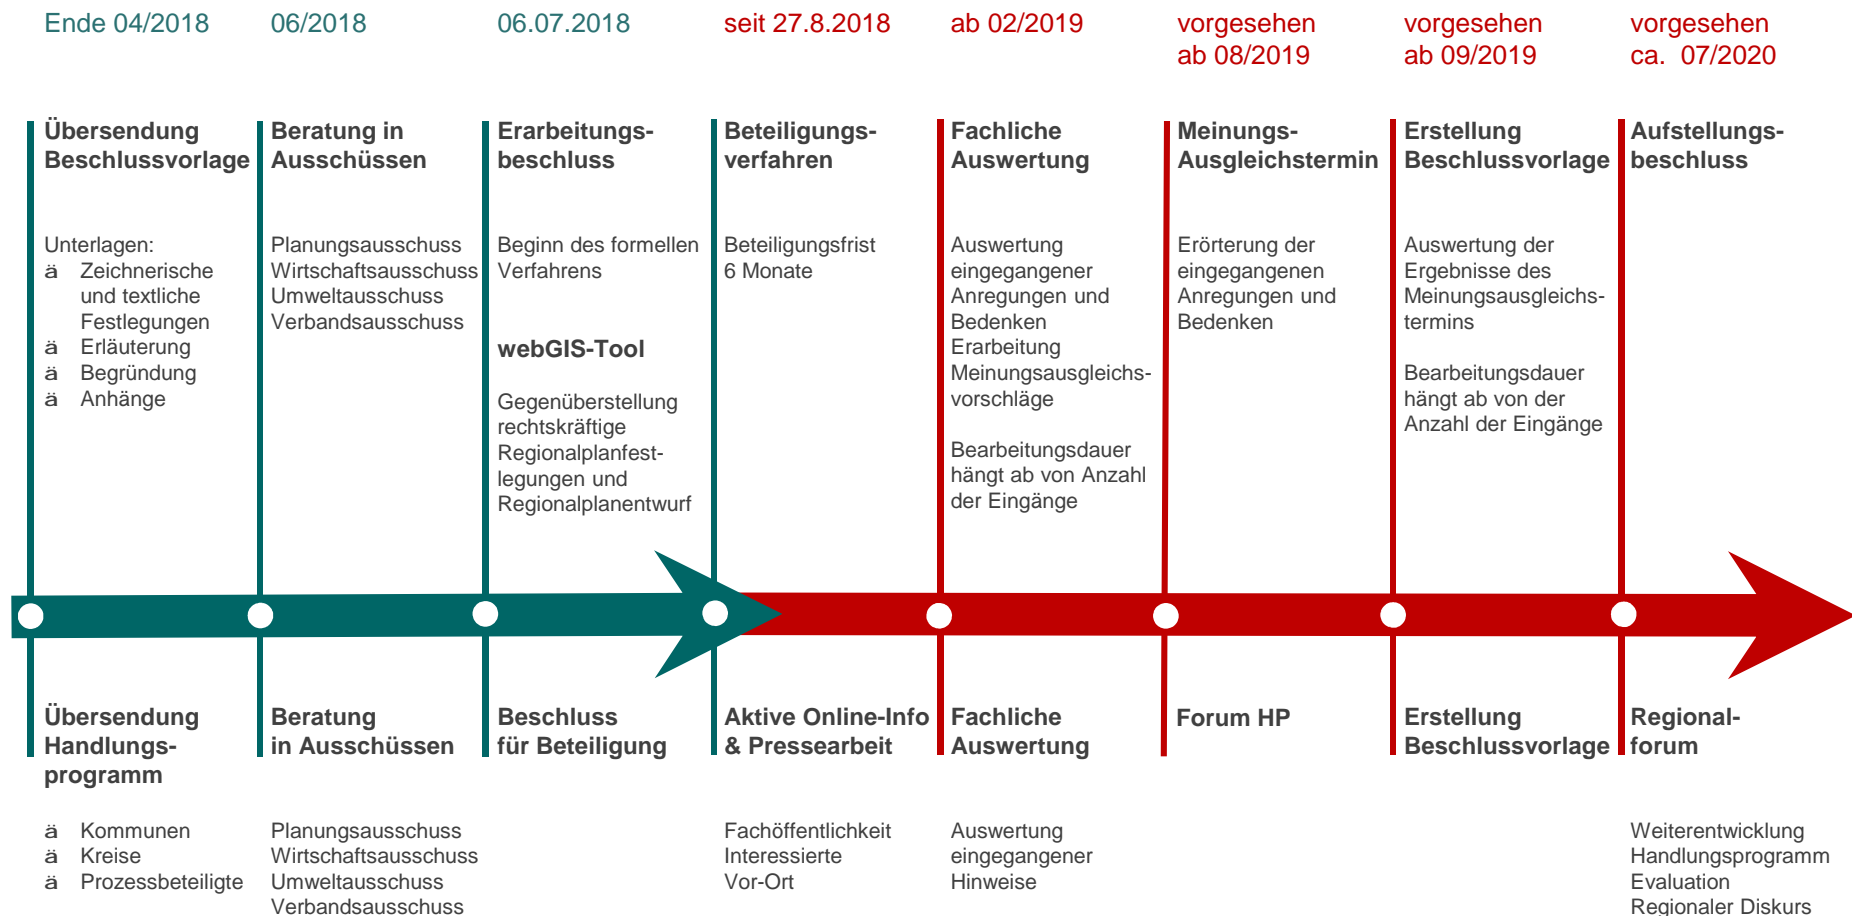 Ende 04/2018
06/2018
06.07.2018
seit 27.8.2018
ab 02/2019
vorgesehen
ab 08/2019
vorgesehen
ab 09/2019
vorgesehen
ca. 07/2020
Übersendung
Beschlussvorlage
Beratung in
Ausschüssen
Erarbeitungs-
beschluss
Beteiligungs-
verfahren
Fachliche
Auswertung
Meinungs-
Ausgleichstermin
Erstellung
Beschlussvorlage
Aufstellungs-
beschluss
Unterlagen:
ä Zeichnerische
und textliche
Festlegungen
ä Erläuterung
ä Begründung
ä Anhänge
Planungsausschuss
Wirtschaftsausschuss
Umweltausschuss
Verbandsausschuss
Beginn des formellen
Verfahrens
webGIS-Tool
Gegenüberstellung
rechtskräftige
Regionalplanfest-
legungen und
Regionalplanentwurf
Beteiligungsfrist
6 Monate
Auswertung
eingegangener
Anregungen und
Bedenken
Erarbeitung
Meinungsausgleichs-
vorschläge
Bearbeitungsdauer
hängt ab von Anzahl
der Eingänge
Erörterung der
eingegangenen
Anregungen und
Bedenken
Auswertung der
Ergebnisse des
Meinungsausgleichs-
termins
Bearbeitungsdauer
hängt ab von der
Anzahl der Eingänge
Übersendung
Handlungs-
programm
Beratung
in Ausschüssen
Beschluss
für Beteiligung
Aktive Online-Info
& Pressearbeit
Fachliche
Auswertung
Forum HP
Erstellung
Beschlussvorlage
Regional-
forum
ä Kommunen
ä Kreise
ä Prozessbeteiligte
Planungsausschuss
Wirtschaftsausschuss
Umweltausschuss
Verbandsausschuss
Fachöffentlichkeit
Interessierte
Vor-Ort
Auswertung
eingegangener
Hinweise
Weiterentwicklung
Handlungsprogramm
Evaluation
Regionaler Diskurs